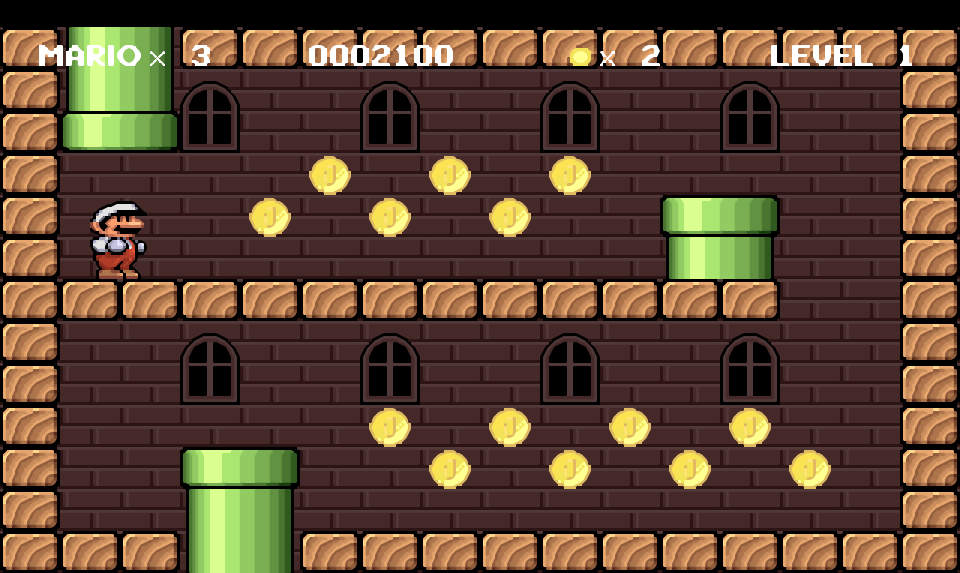 MARIO × 3 0002100 × 2 LEVEL 1